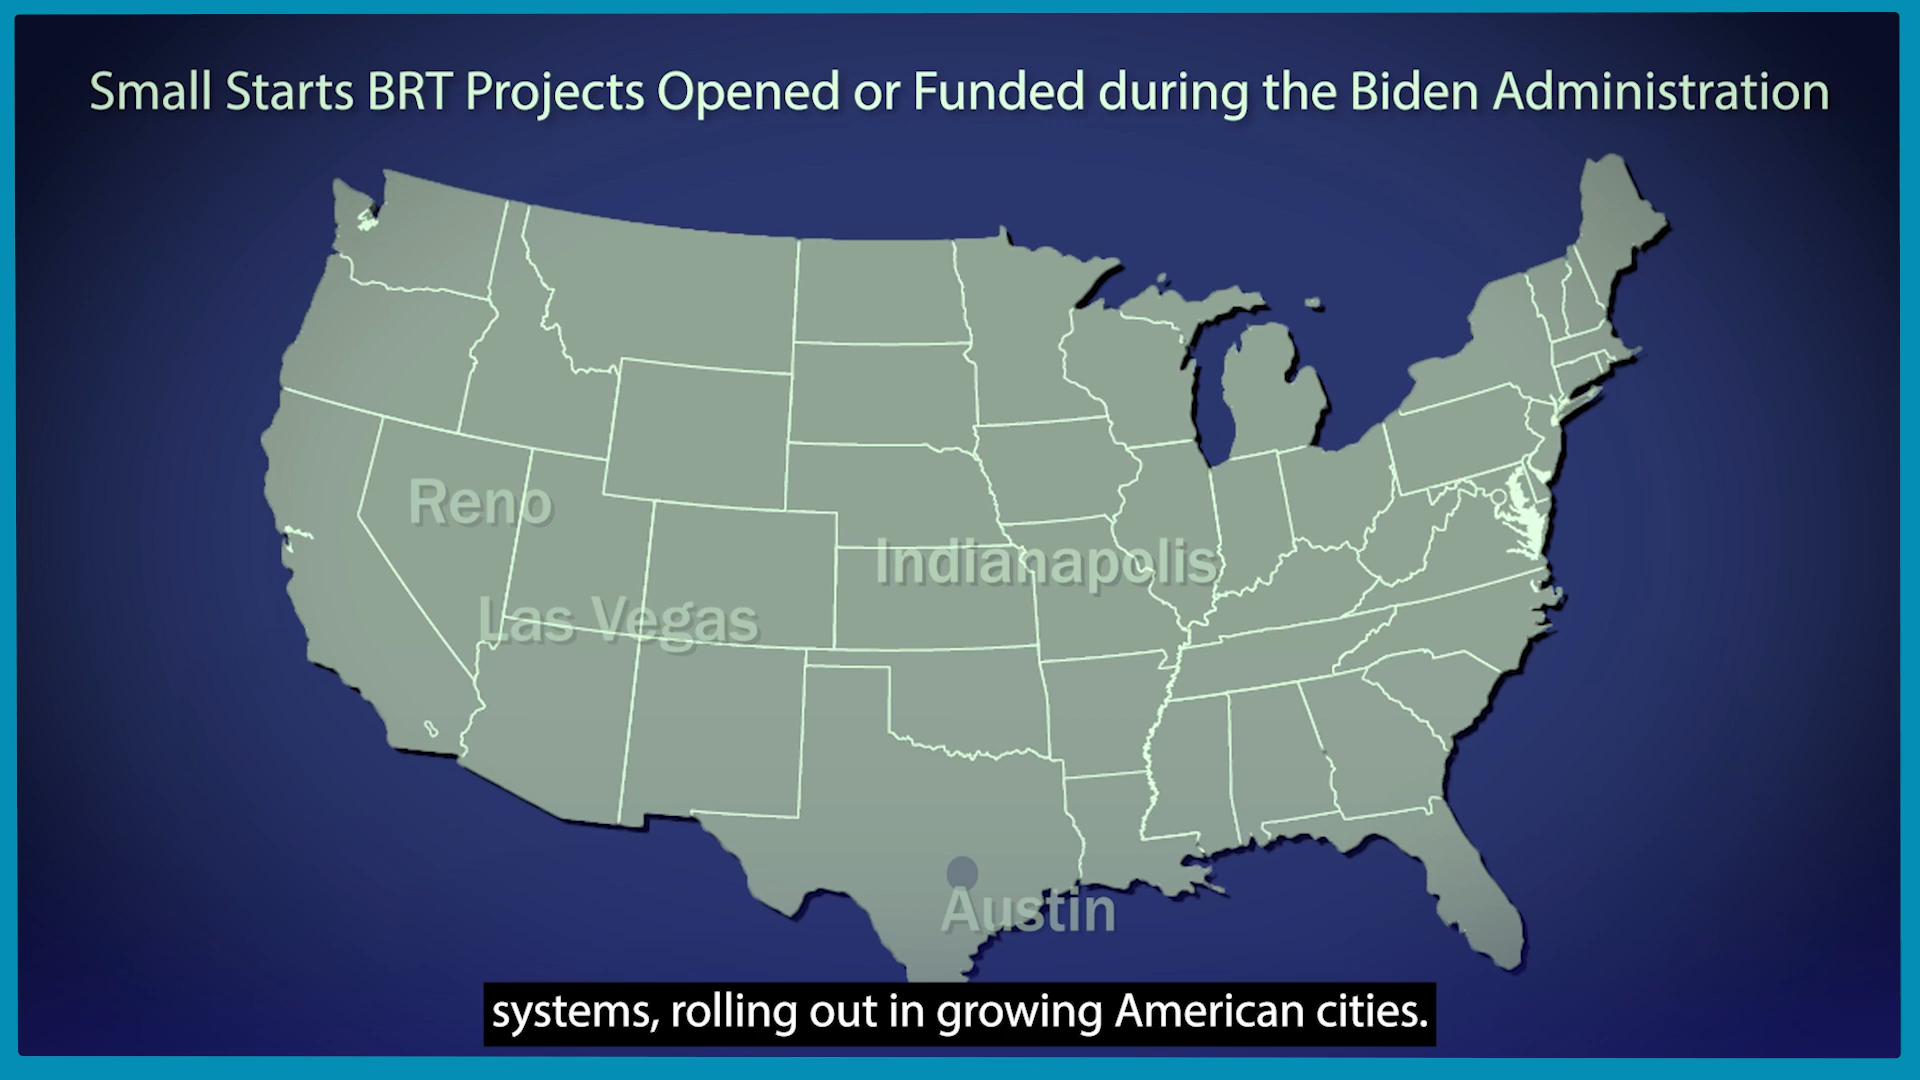 Small Starts BRT Projects Opened or Funded during the Biden Administration
Reno
Indianapolis
Las Vegas
Austin
systems, rolling out in growing American cities.